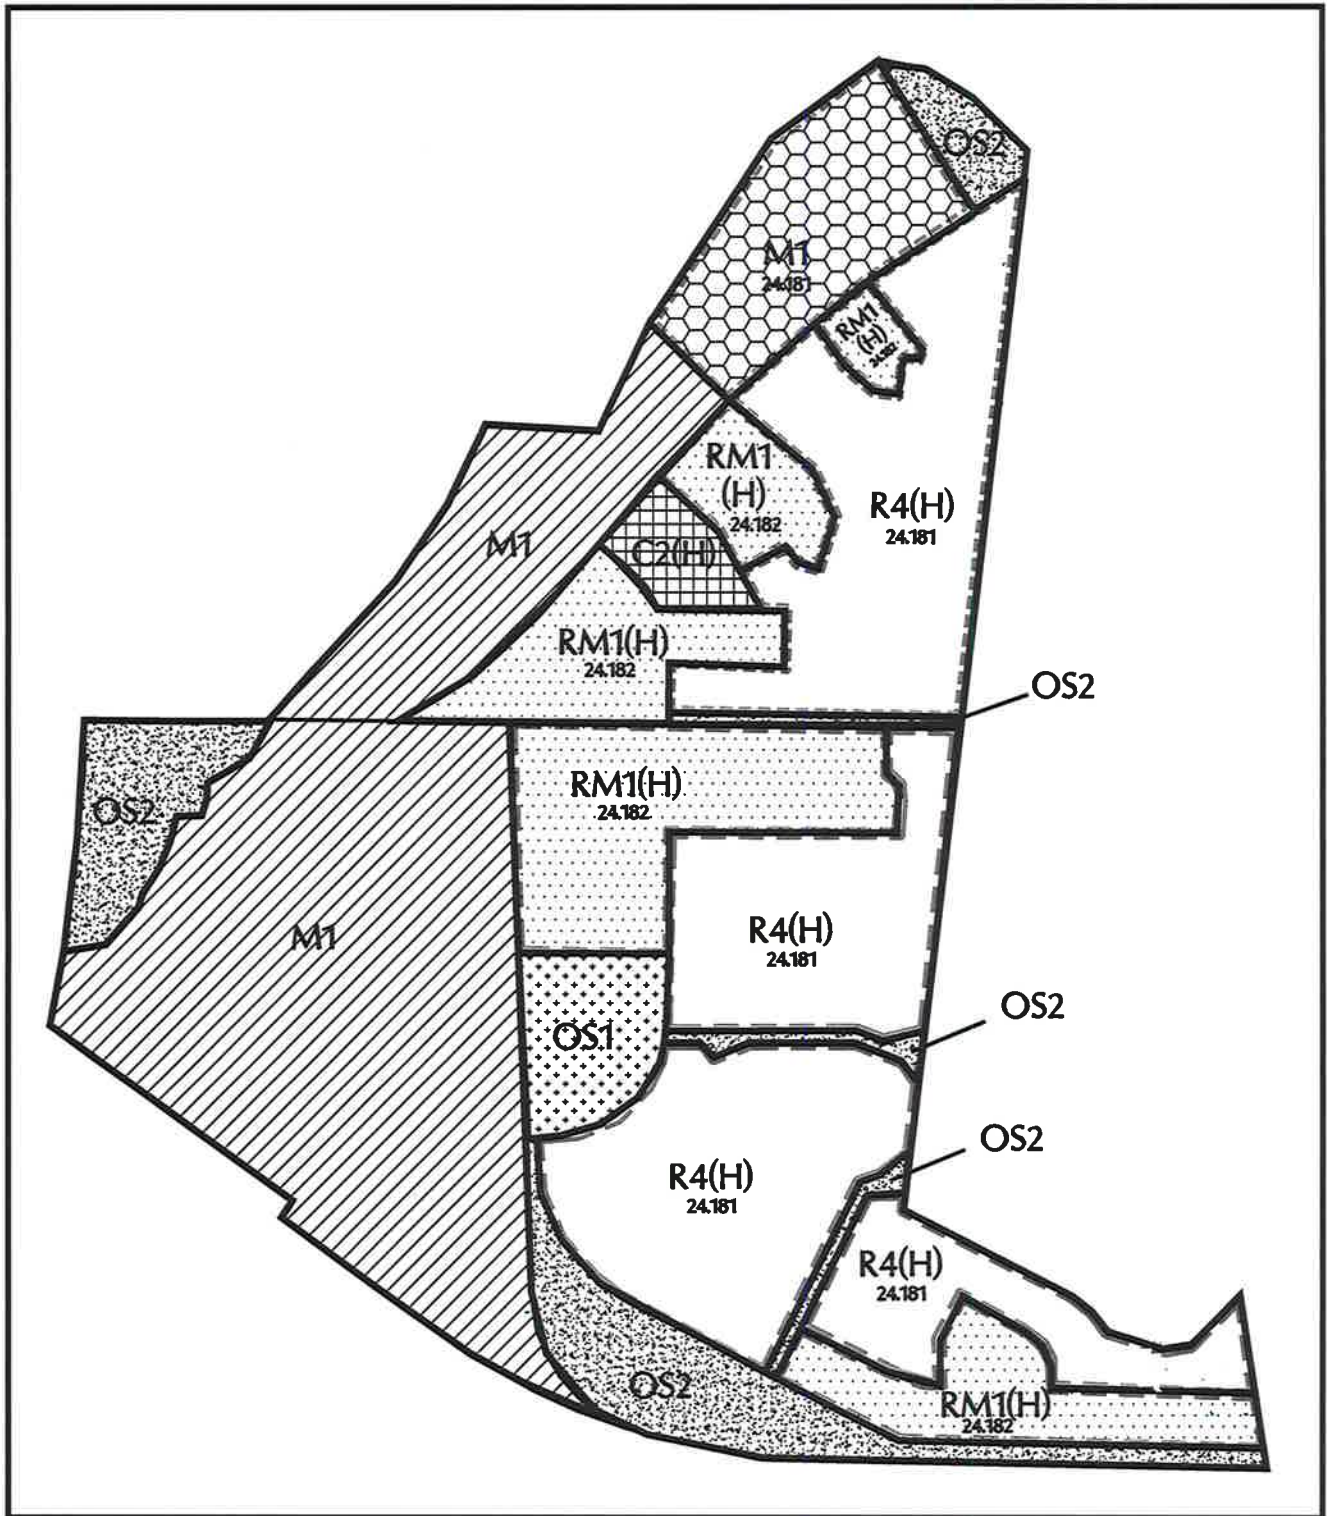 OS2
M1
24.181
RM1
(H)
24.182
RM1
(H)
24.182
R4(H)
24.181
M1
C2(H)
RM1(H)
24.182
OS2
RM1(H)
24.182
OS2
M1
R4(H)
24.181
OS2
OS1
OS2
R4(H)
24.181
R4(H)
24.181
OS2
RM1(H)
24.182